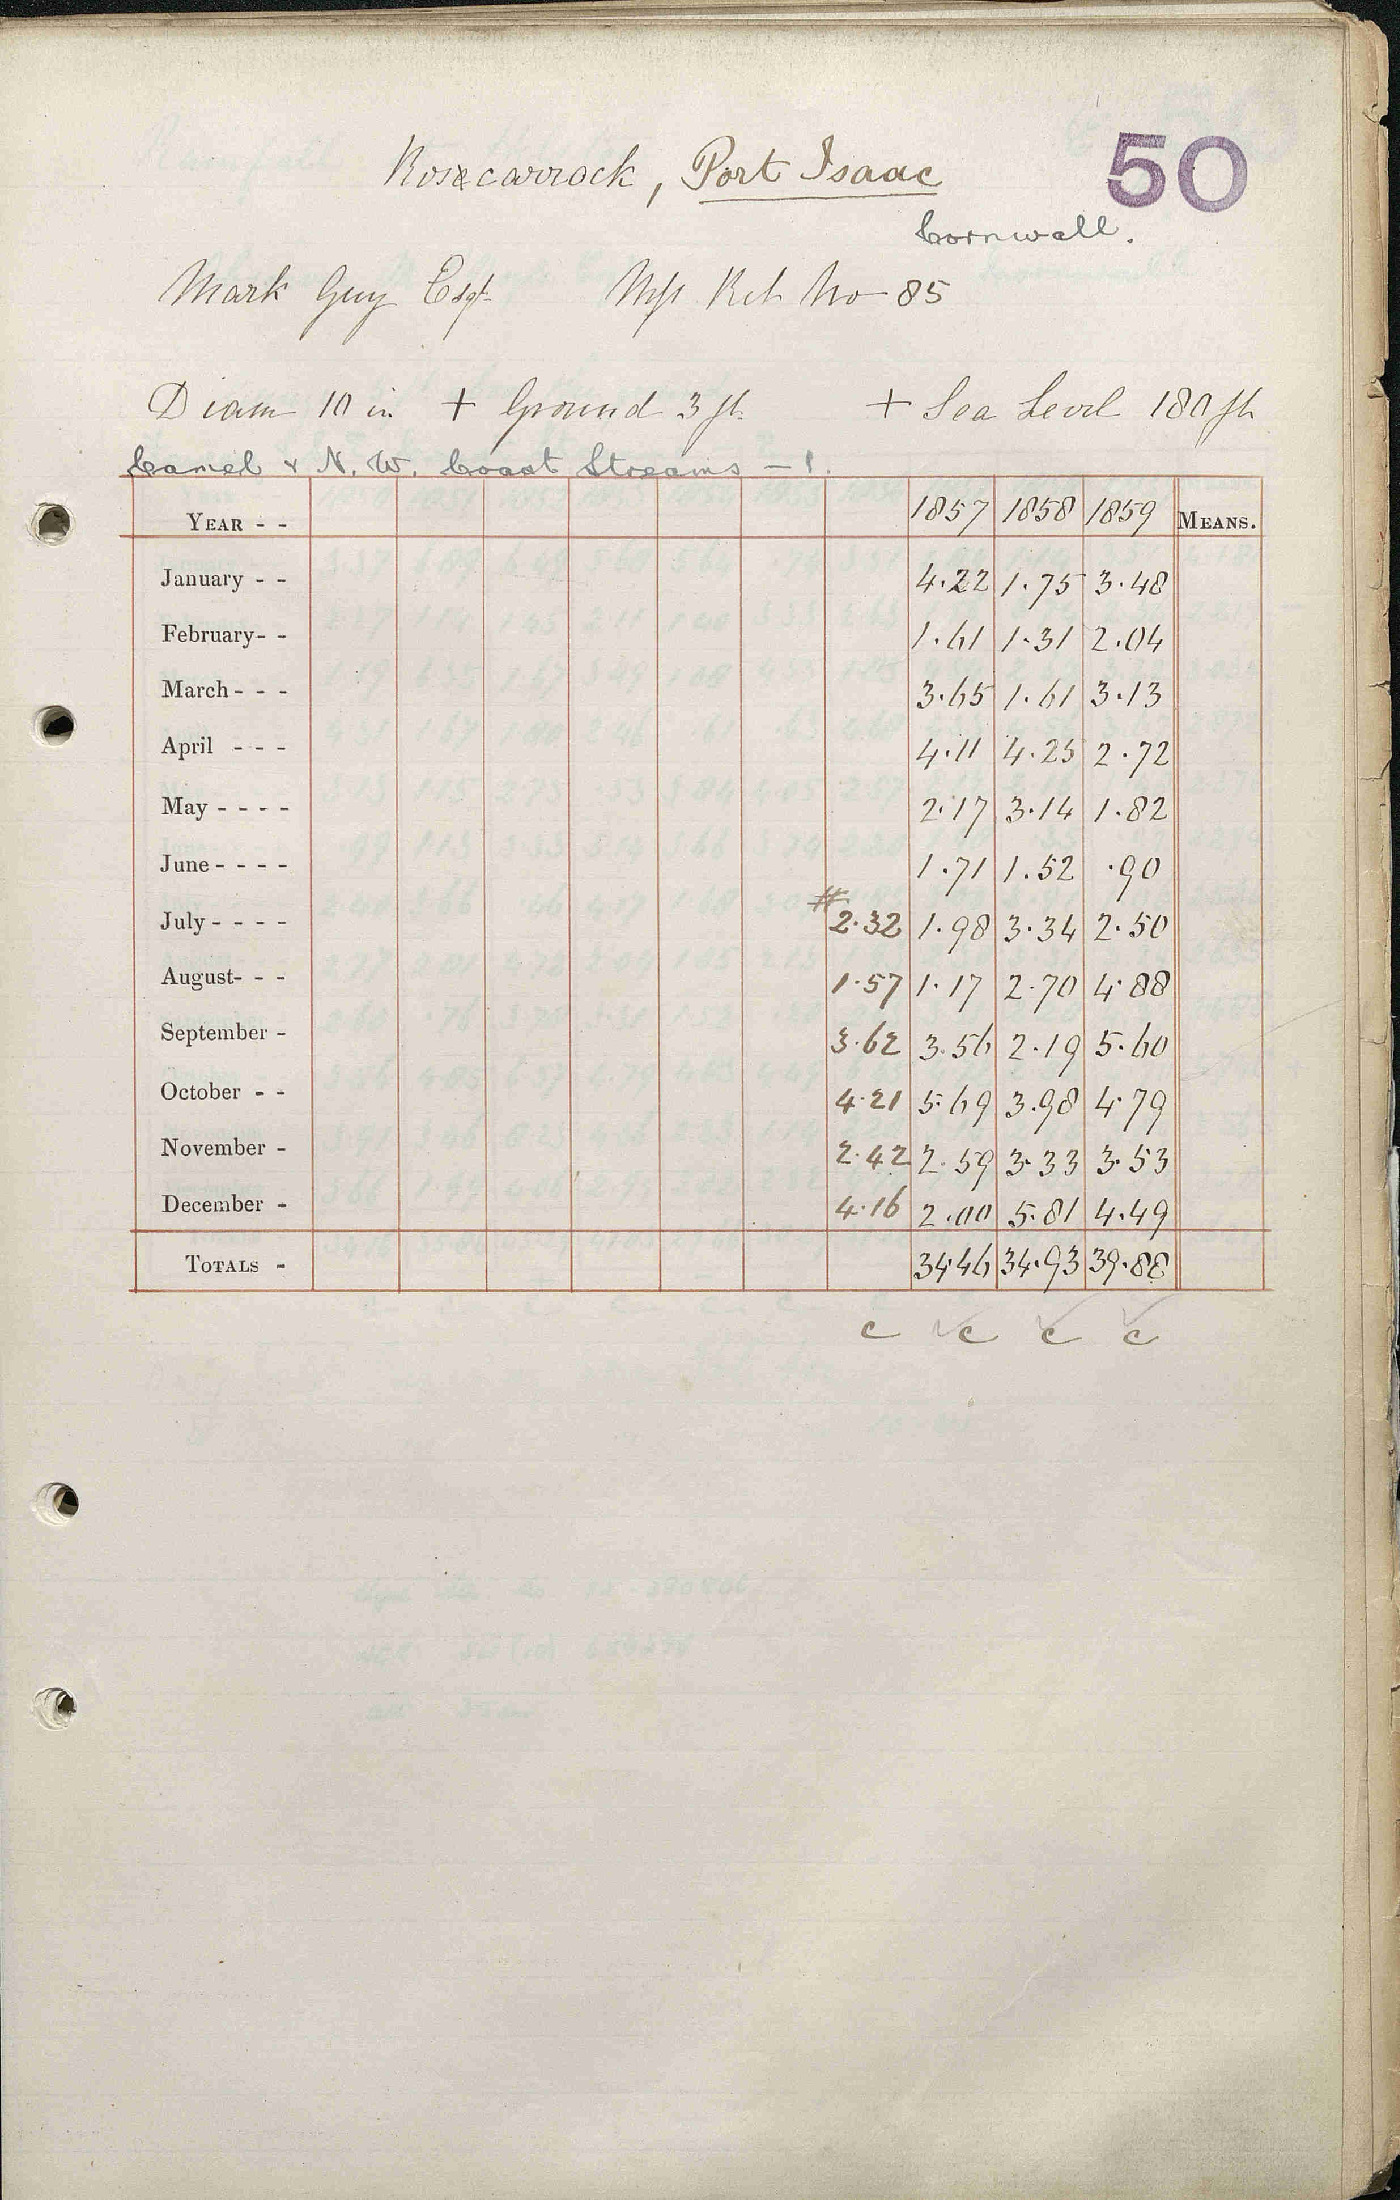 50
Rosecarrock, Port Isaac
Cornwall.
Mark Guy Esqr Ret No 85
Diam 10 in + Ground 3 ft + Sea Level 180 ft
Camel & N. W. Coast Streams - 1.
YEAR - - 1857 1858 1859 MEANS.
January - - 4.22 1.75 3.48
February - - 1.61 1.31 2.04
March - - - 3.65 1.61 3.13
April - - - 4.11 4.25 2.72
May - - - - 2.17 3.14 1.82
June - - - - 1.71 1.52 .90
#
July - - - - 2.32 1.98 3.34 2.50
August - - - 1.57 1.17 2.70 4.88
September - 3.62 3.56 2.19 5.60
October - - 4.21 5.69 3.98 4.79
November - 2.42 2.59 3.33 3.53
December - 4.16 2.00 5.81 4.49
TOTALS - 34.46 34.93 39.88
c c c c